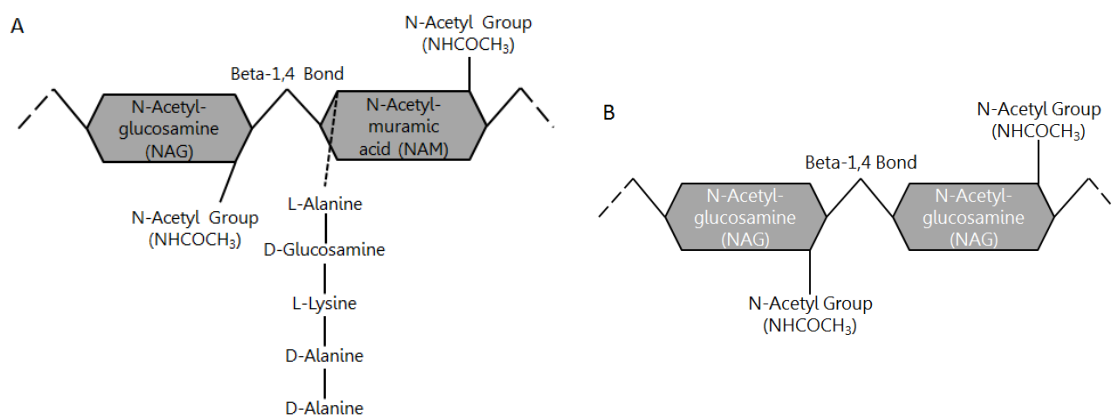 A
N-Acetyl Group
(NHCOCH₃)
Beta-1,4 Bond
N-Acetyl-
glucosamine
(NAG)
N-Acetyl-
muramic
acid (NAM)
N-Acetyl Group
(NHCOCH₃)
L-Alanine
D-Glucosamine
L-Lysine
D-Alanine
D-Alanine
B
N-Acetyl Group
(NHCOCH₃)
Beta-1,4 Bond
N-Acetyl-
glucosamine
(NAG)
N-Acetyl-
glucosamine
(NAG)
N-Acetyl Group
(NHCOCH₃)